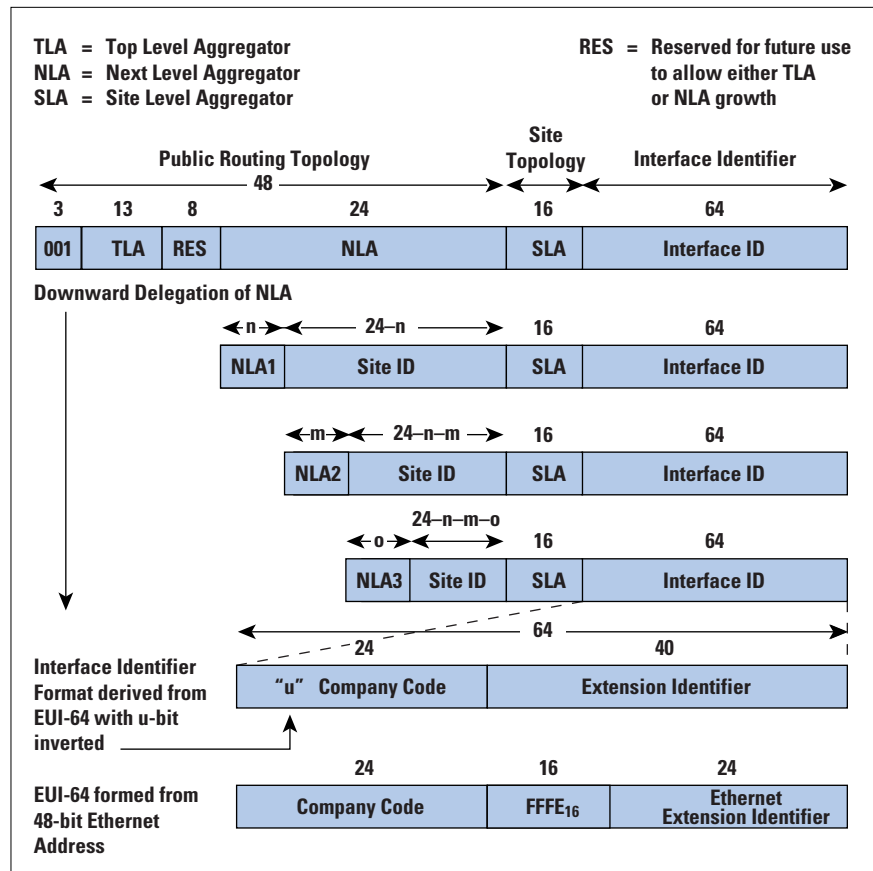 TLA = Top Level Aggregator
NLA = Next Level Aggregator
SLA = Site Level Aggregator
RES = Reserved for future use
to allow either TLA
or NLA growth
Public Routing Topology
Site
Topology
Interface Identifier
48
3 13 8 24 16 64
001 TLA RES NLA SLA Interface ID
Downward Delegation of NLA
n 24–n 16 64
NLA1 Site ID SLA Interface ID
m 24–n–m 16 64
NLA2 Site ID SLA Interface ID
24–n–m–o
o 16 64
NLA3 Site ID SLA Interface ID
64
24 40
Interface Identifier
Format derived from
EUI-64 with u-bit
inverted
"u" Company Code Extension Identifier
24 16 24
EUI-64 formed from
48-bit Ethernet
Address
Company Code FFFE₁₆ Ethernet
Extension Identifier